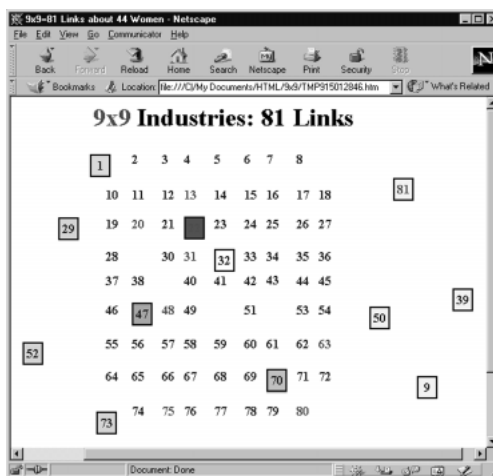 9x9=81 Links about 44 Women - Netscape
File Edit View Go Communicator Help
Back Forward Reload Home Search Netscape Print Security Stop
Bookmarks Location: file:///C|/My Documents/HTML/9x9/TMP915012846.htm What's Related
9x9 Industries: 81 Links
1 2 3 4 5 6 7 8
81
10 11 12 13 14 15 16 17 18
29 19 20 21 23 24 25 26 27
28 30 31 32 33 34 35 36
37 38 40 41 42 43 44 45
39
46 47 48 49 51 53 54
50
52 55 56 57 58 59 60 61 62 63
64 65 66 67 68 69 70 71 72
9
73 74 75 76 77 78 79 80
Document: Done